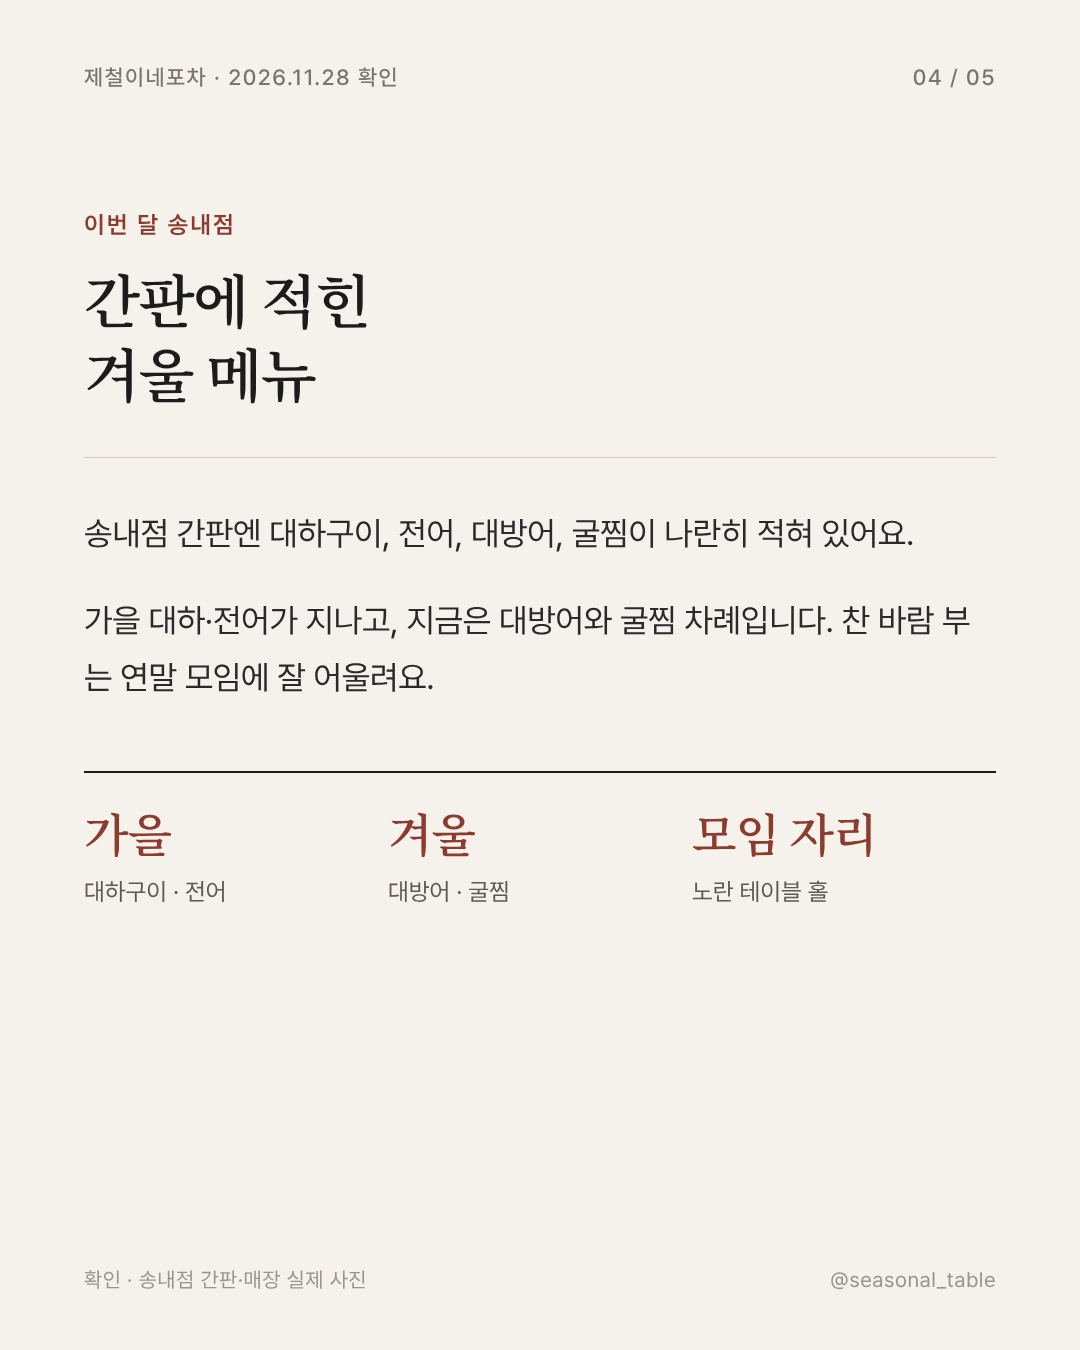 제철이네포차 · 2026.11.28 확인
04 / 05
이번 달 송내점
간판에 적힌
겨울 메뉴
송내점 간판엔 대하구이, 전어, 대방어, 굴찜이 나란히 적혀 있어요.
가을 대하·전어가 지나고, 지금은 대방어와 굴찜 차례입니다. 찬 바람 부
는 연말 모임에 잘 어울려요.
가을
대하구이 · 전어
겨울
대방어 · 굴찜
모임 자리
노란 테이블 홀
확인 · 송내점 간판·매장 실제 사진
@seasonal_table